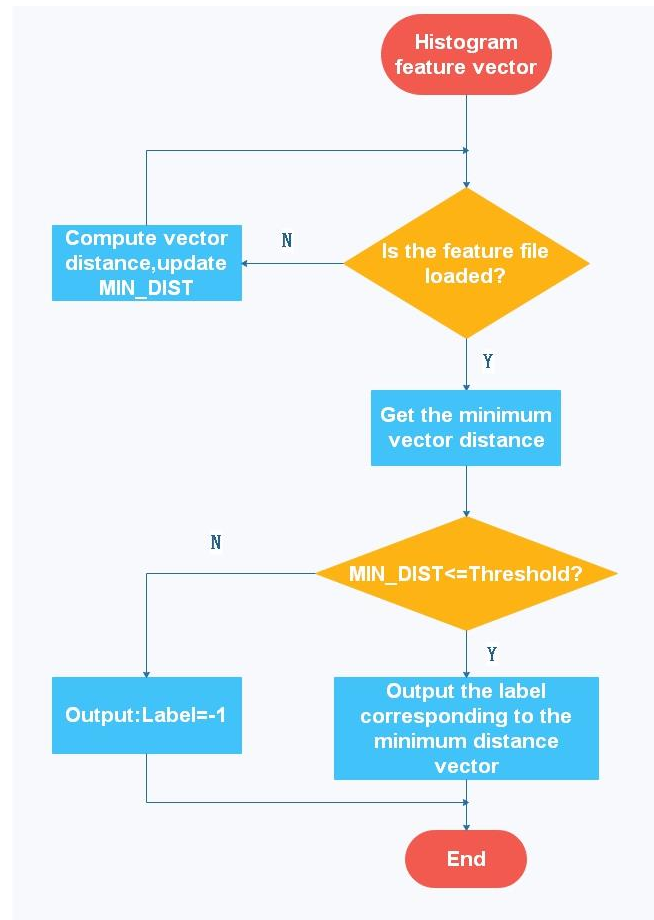 Histogram
feature vector
Is the feature file
loaded?
N
Compute vector
distance,update
MIN_DIST
Y
Get the minimum
vector distance
MIN_DIST<=Threshold?
N
Y
Output:Label=-1
Output the label
corresponding to the
minimum distance
vector
End